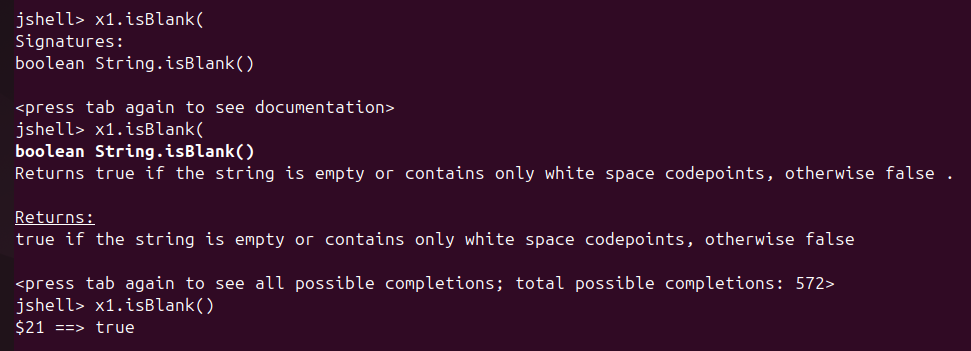 jshell> x1.isBlank(
Signatures:
boolean String.isBlank()
<press tab again to see documentation>
jshell> x1.isBlank(
boolean String.isBlank()
Returns true if the string is empty or contains only white space codepoints, otherwise false .
Returns:
true if the string is empty or contains only white space codepoints, otherwise false
<press tab again to see all possible completions; total possible completions: 572>
jshell> x1.isBlank()
$21 ==> true